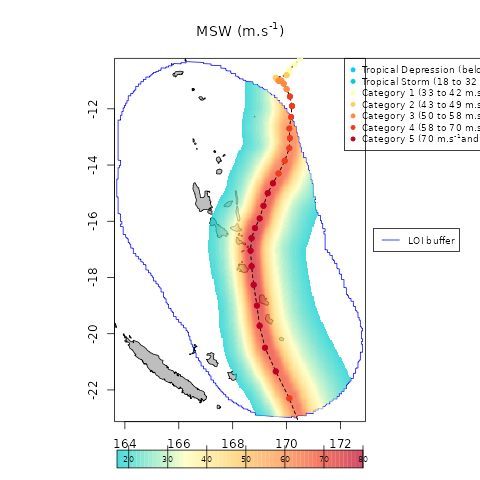 MSW (m.s-1)
Tropical Depression (belo
Tropical Storm (18 to 32
Category 1 (33 to 42 m.s
Category 2 (43 to 49 m.s
Category 3 (50 to 58 m.s
Category 4 (58 to 70 m.s
Category 5 (70 m.s-1 and
LOI buffer
-12
-14
-16
-18
-20
-22
164 166 168 170 172
20 30 40 50 60 70 80